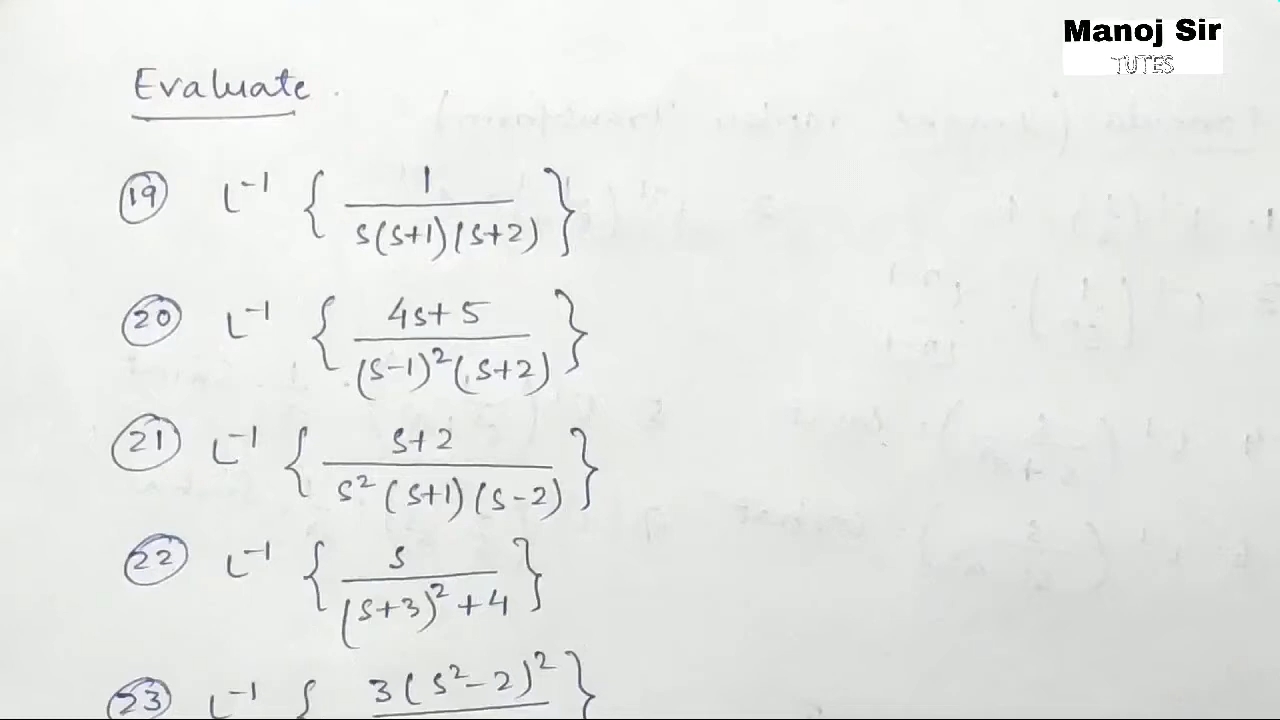 Manoj Sir
TUTES
Evaluate
19 L⁻¹ { 1 / s(s+1)(s+2) }
20 L⁻¹ { 4s+5 / (s-1)²(s+2) }
21 L⁻¹ { s+2 / s²(s+1)(s-2) }
22 L⁻¹ { s / (s+3)²+4 }
23 L⁻¹ { 3(s²-2)² }